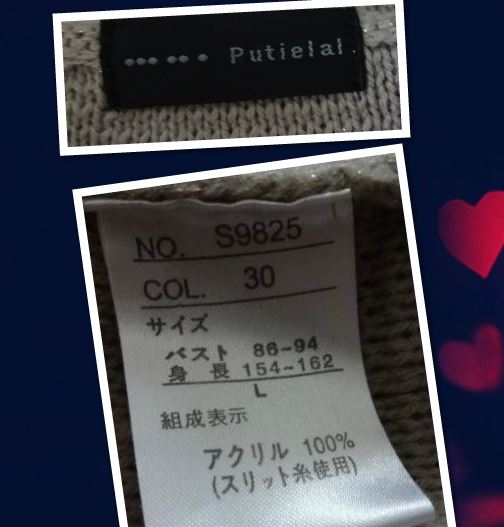 Putielal
NO. S9825
COL. 30
サイズ
バスト 86~94
身 長 154~162
L
組成表示
アクリル 100%
(スリット糸使用)